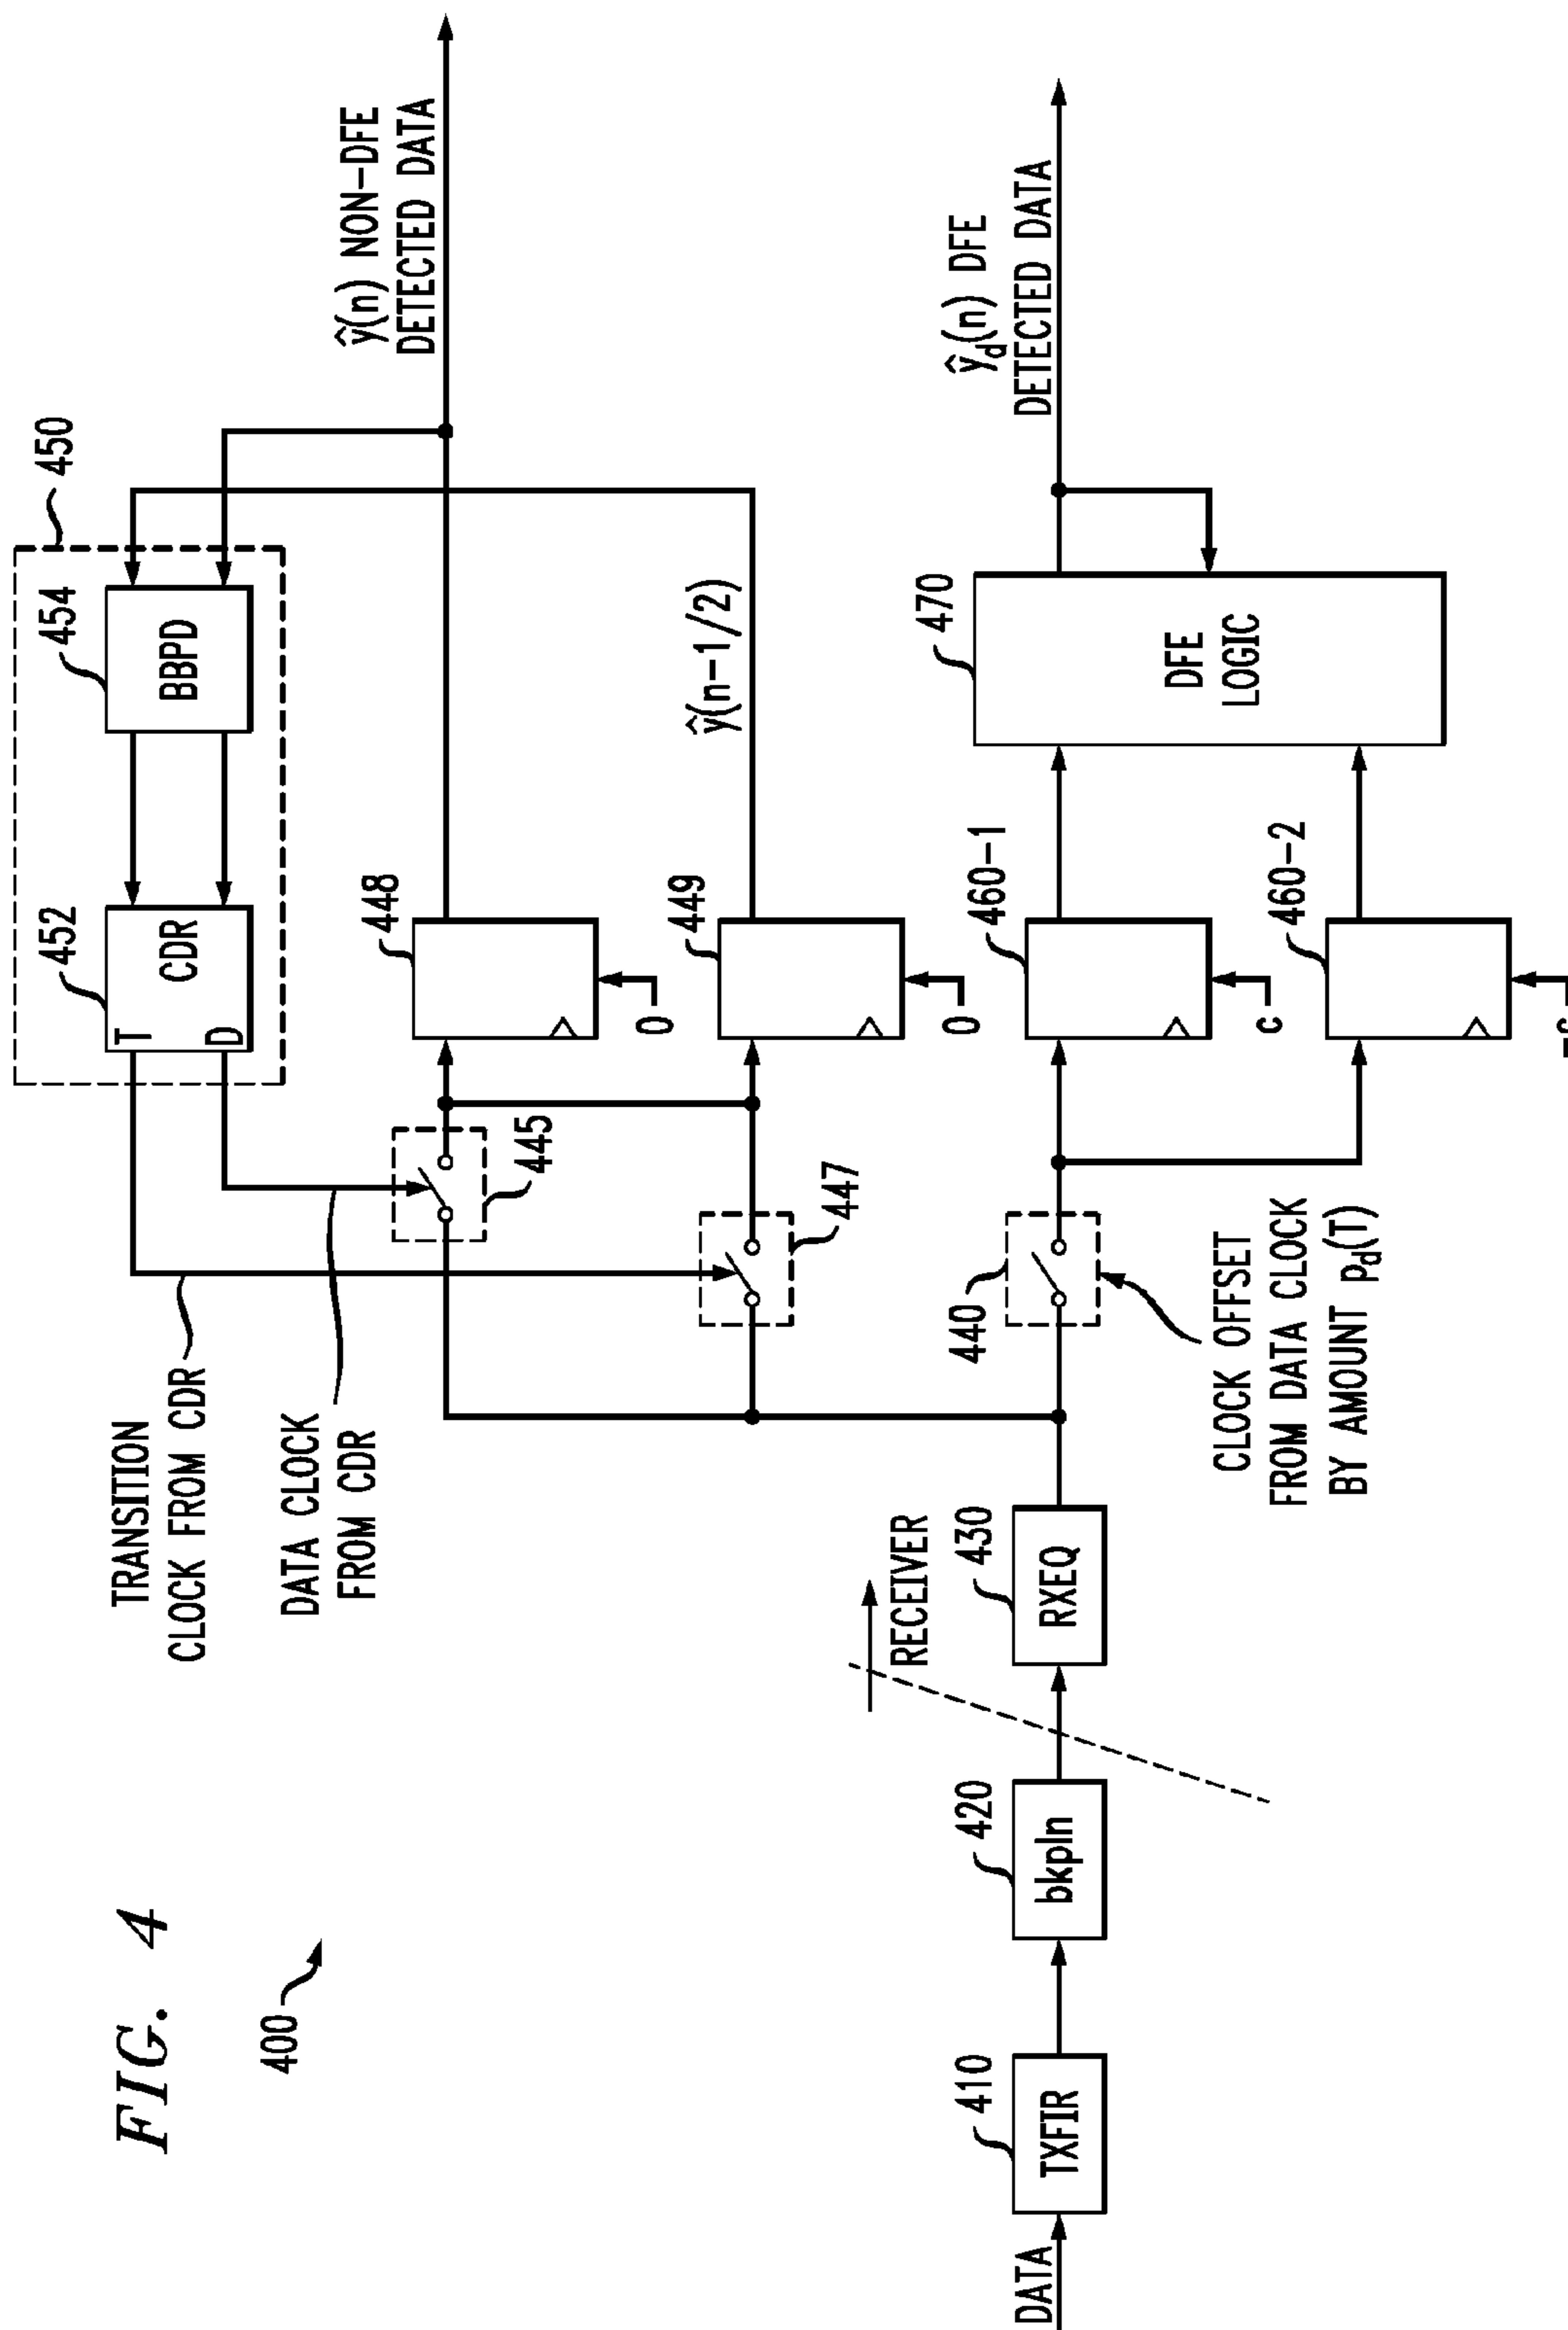 FIG. 4
400
DATA
TXFIR
410
bkpln
420
RXEQ
430
RECEIVER
TRANSITION
CLOCK FROM CDR
DATA CLOCK
FROM CDR
CLOCK OFFSET
FROM DATA CLOCK
BY AMOUNT pd(T)
440
445
447
T
D
CDR
452
BBPD
454
450
448
0
449
0
460-1
c
460-2
ŷ(n-1/2)
DFE
LOGIC
470
ŷ(n) NON-DFE
DETECTED DATA
ŷd(n) DFE
DETECTED DATA